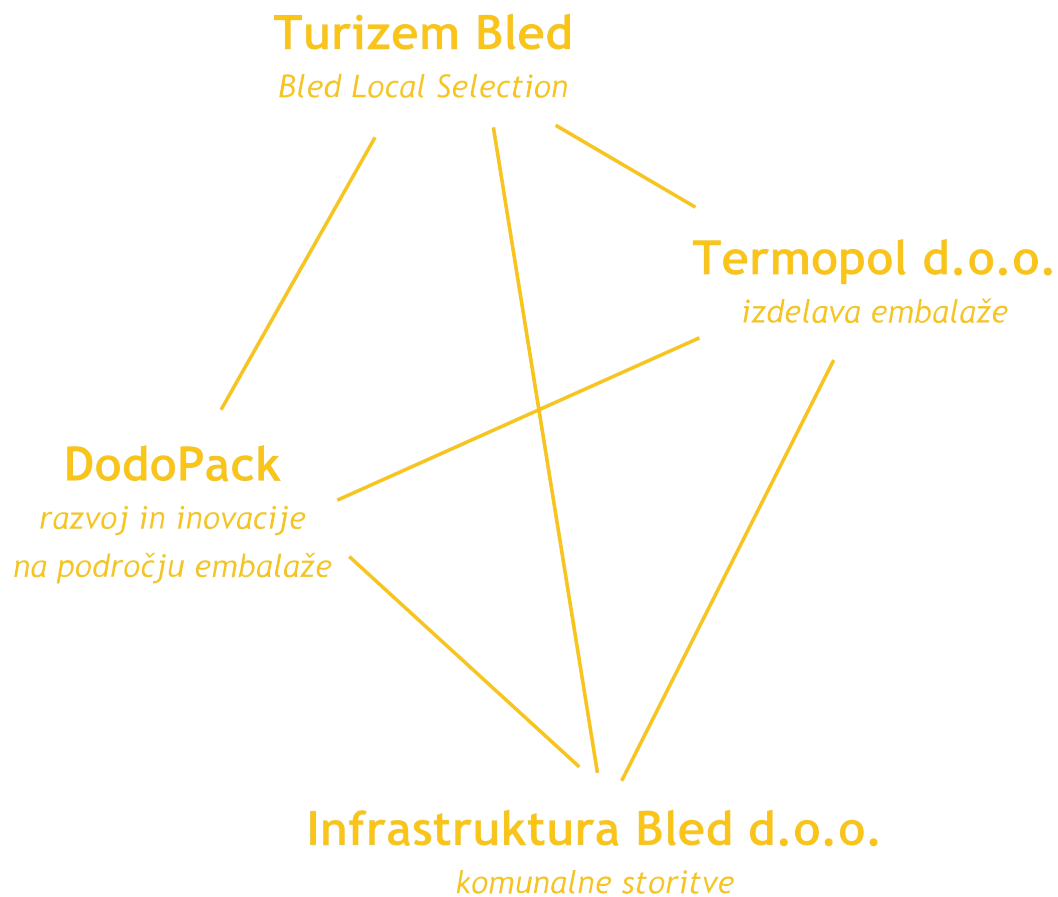 Turizem Bled
Bled Local Selection
Termopol d.o.o.
izdelava embalaže
DodoPack
razvoj in inovacije
na področju embalaže
Infrastruktura Bled d.o.o.
komunalne storitve